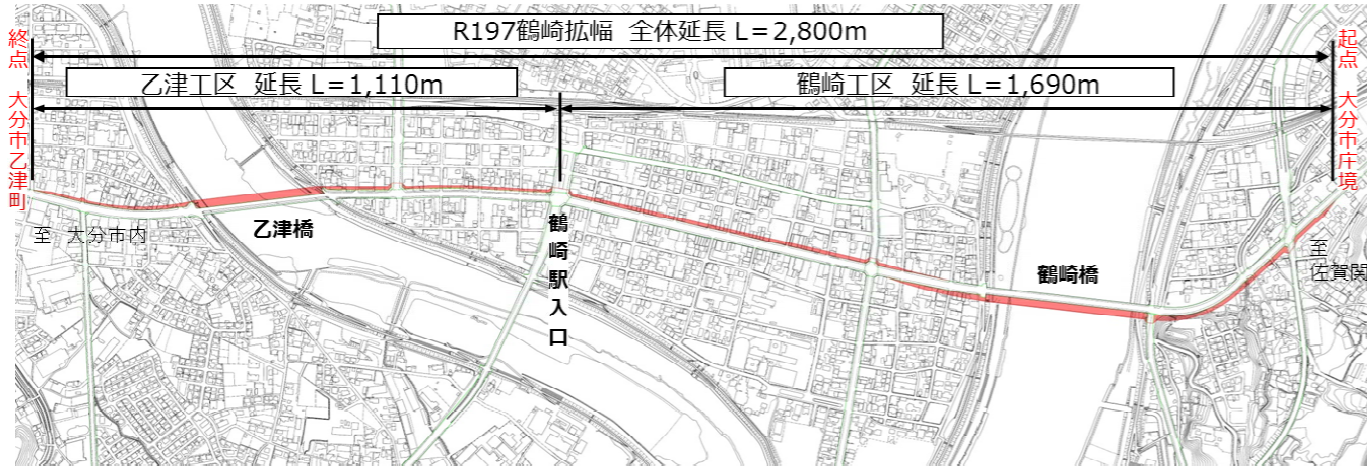 R197鶴崎拡幅 全体延長 L=2,800m
乙津工区 延長 L=1,110m
鶴崎工区 延長 L=1,690m
終点 大分市乙津町
起点 大分市庄境
至 大分市内
乙津橋
鶴崎駅入口
鶴崎橋
至
佐賀関